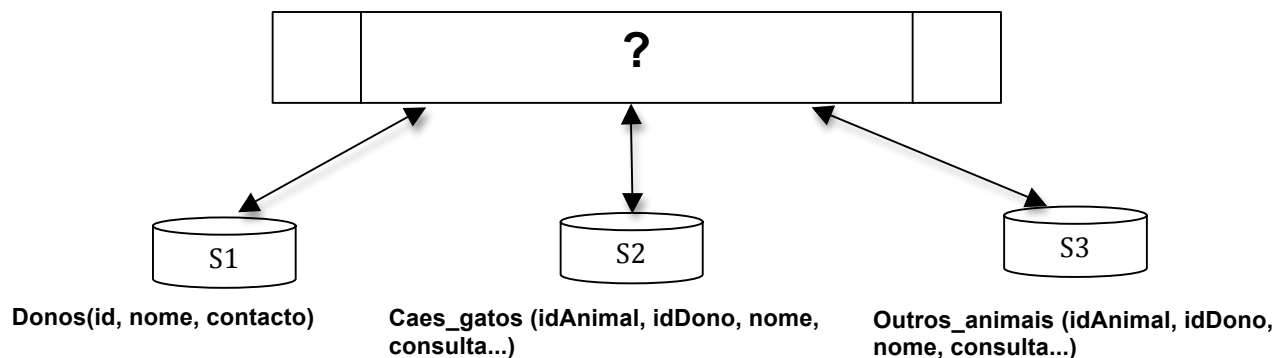 ?
S1
S2
S3
Donos(id, nome, contacto)
Caes_gatos (idAnimal, idDono, nome,
consulta...)
Outros_animais (idAnimal, idDono,
nome, consulta...)